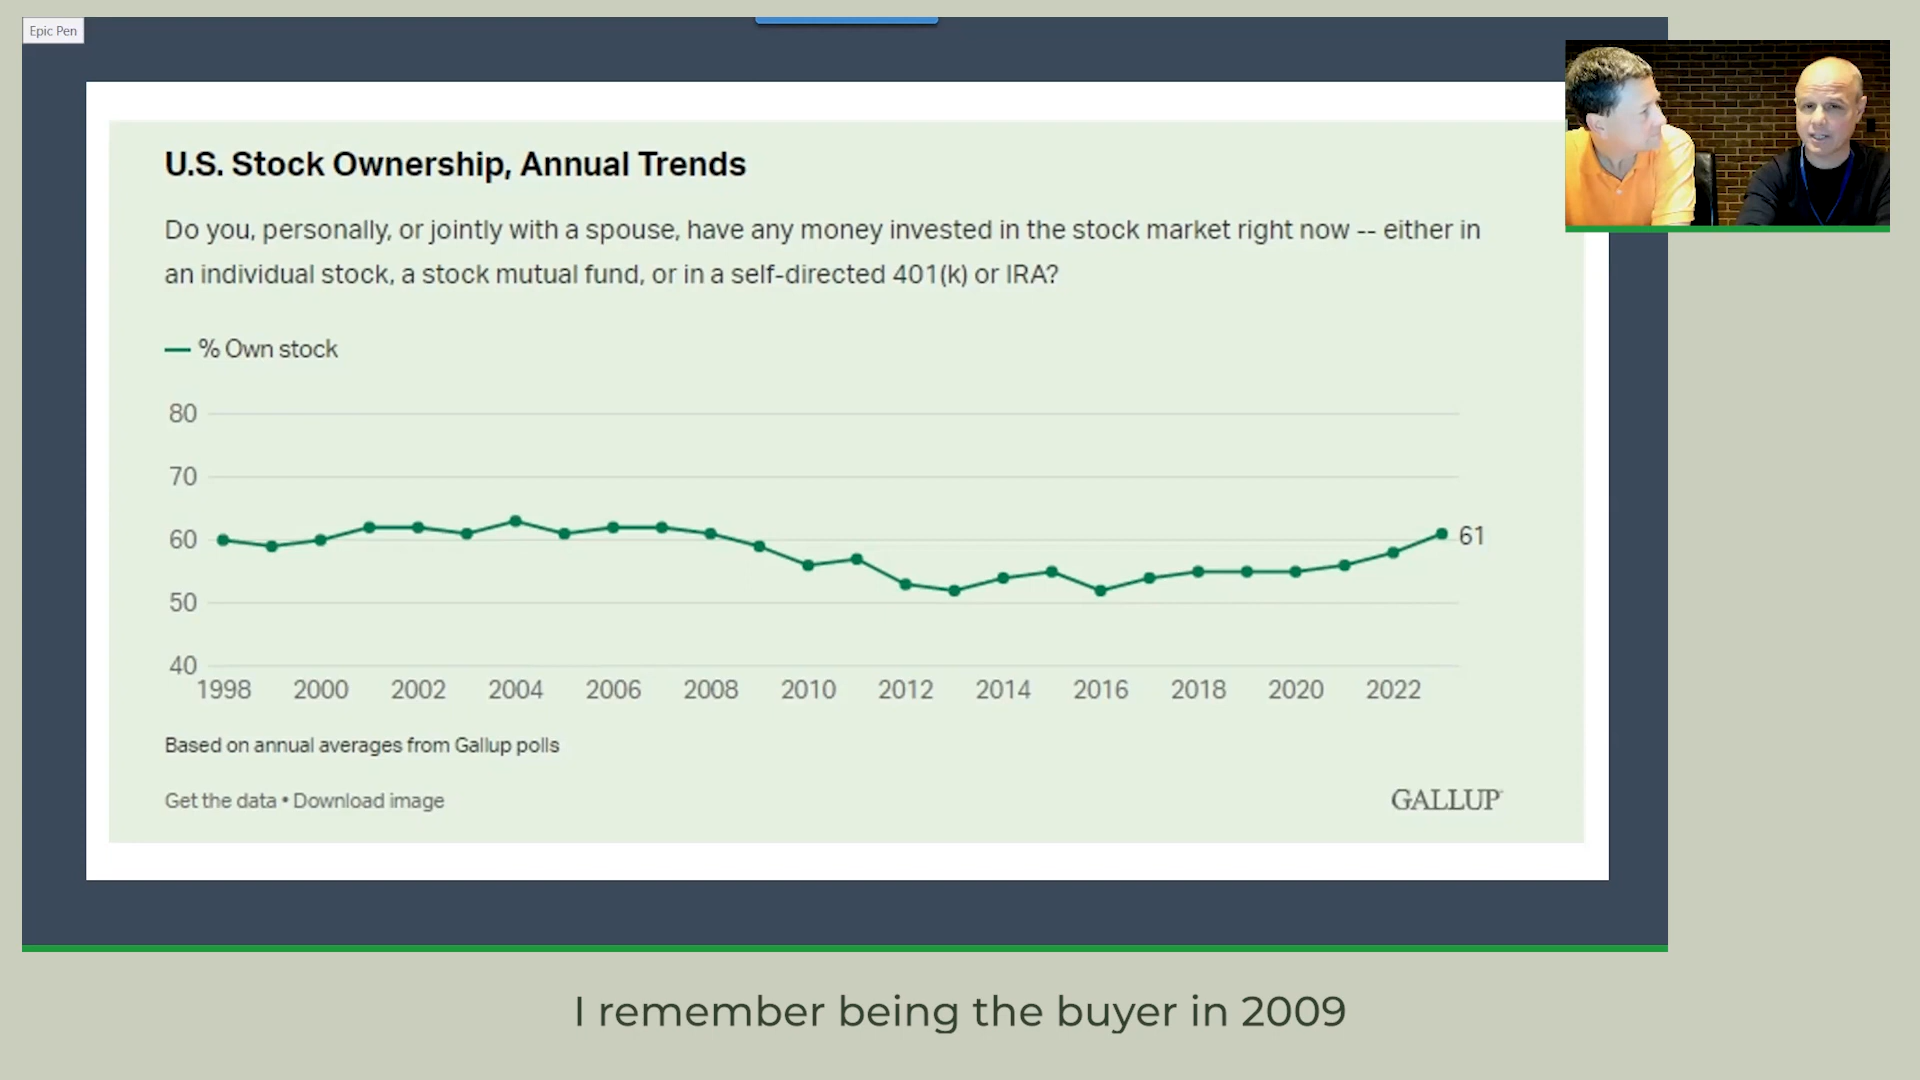 Epic Pen
U.S. Stock Ownership, Annual Trends
Do you, personally, or jointly with a spouse, have any money invested in the stock market right now -- either in
an individual stock, a stock mutual fund, or in a self-directed 401(k) or IRA?
% Own stock
80
70
60
50
40
61
1998 2000 2002 2004 2006 2008 2010 2012 2014 2016 2018 2020 2022
Based on annual averages from Gallup polls
Get the data • Download image
GALLUP
I remember being the buyer in 2009